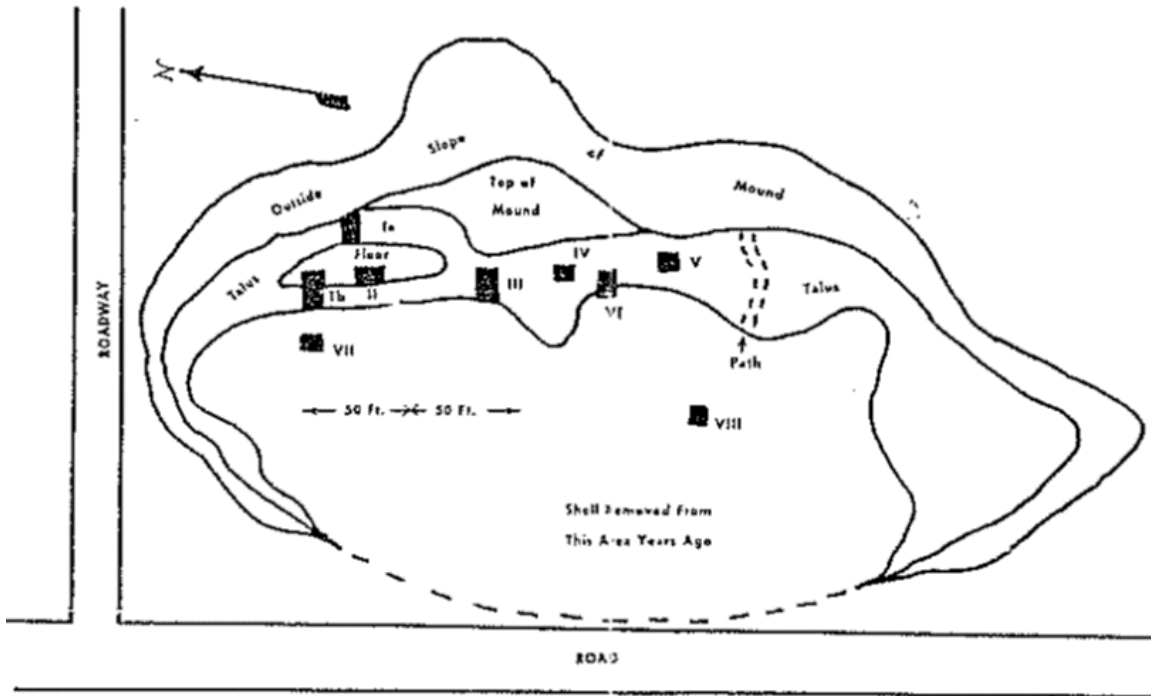 N
Slope
of
Outside
Top of
Mound
Mound
Ia
Floor
IV
V
Talus
Ib
II
III
VI
Talus
ROADWAY
VII
Path
50 Ft.
50 Ft.
VIII
Shell Removed From
This Area Years Ago
ROAD